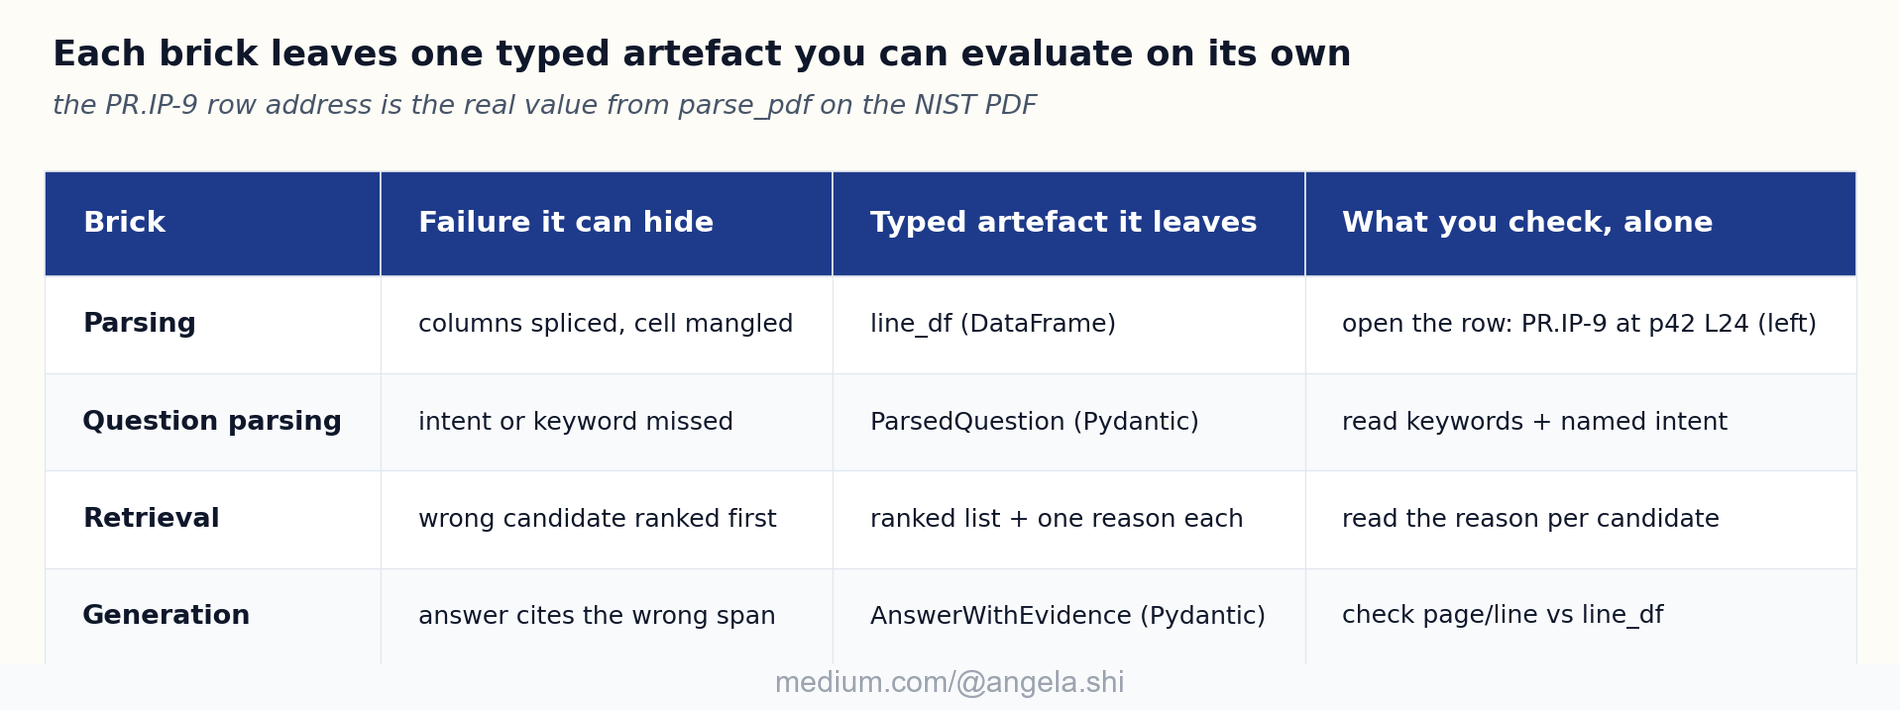 Each brick leaves one typed artefact you can evaluate on its own
the PR.IP-9 row address is the real value from parse_pdf on the NIST PDF
Brick Failure it can hide Typed artefact it leaves What you check, alone
Parsing columns spliced, cell mangled line_df (DataFrame) open the row: PR.IP-9 at p42 L24 (left)
Question parsing intent or keyword missed ParsedQuestion (Pydantic) read keywords + named intent
Retrieval wrong candidate ranked first ranked list + one reason each read the reason per candidate
Generation answer cites the wrong span AnswerWithEvidence (Pydantic) check page/line vs line_df
medium.com/@angela.shi